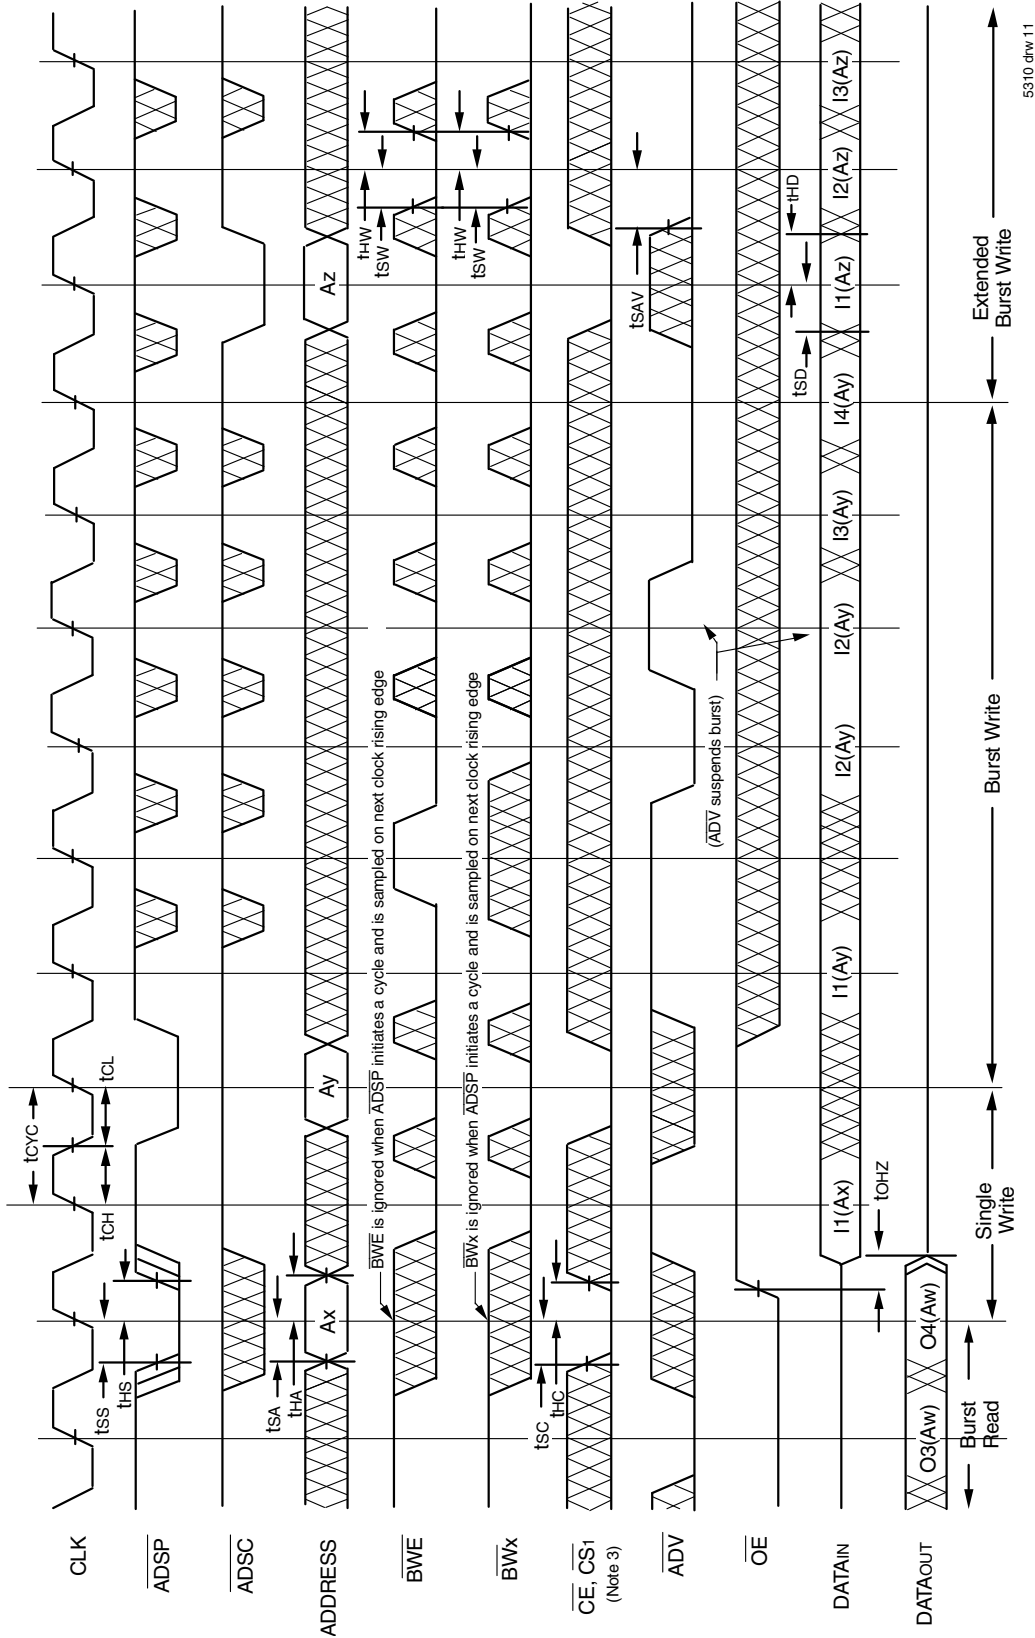 CLK
tCYC
tCH
tCL
tSS
tHS
ADSP
ADSC
ADDRESS
tSA
tHA
Ax
Ay
Az
BWE is ignored when ADSP initiates a cycle and is sampled on next clock rising edge
tHW
tSW
BWE
BWx is ignored when ADSP initiates a cycle and is sampled on next clock rising edge
tHW
tSW
BWx
tSC
tHC
CE, CS1
(Note 3)
tSAV
ADV
(ADV suspends burst)
OE
tSD
tHD
DATAIN
I1(Ax)
I1(Ay)
I2(Ay)
I2(Ay)
I3(Ay)
I4(Ay)
I1(Az)
I2(Az)
I3(Az)
tOHZ
DATAOUT
O3(Aw)
O4(Aw)
Burst
Read
Single
Write
Burst Write
Extended
Burst Write
5310 drw 11